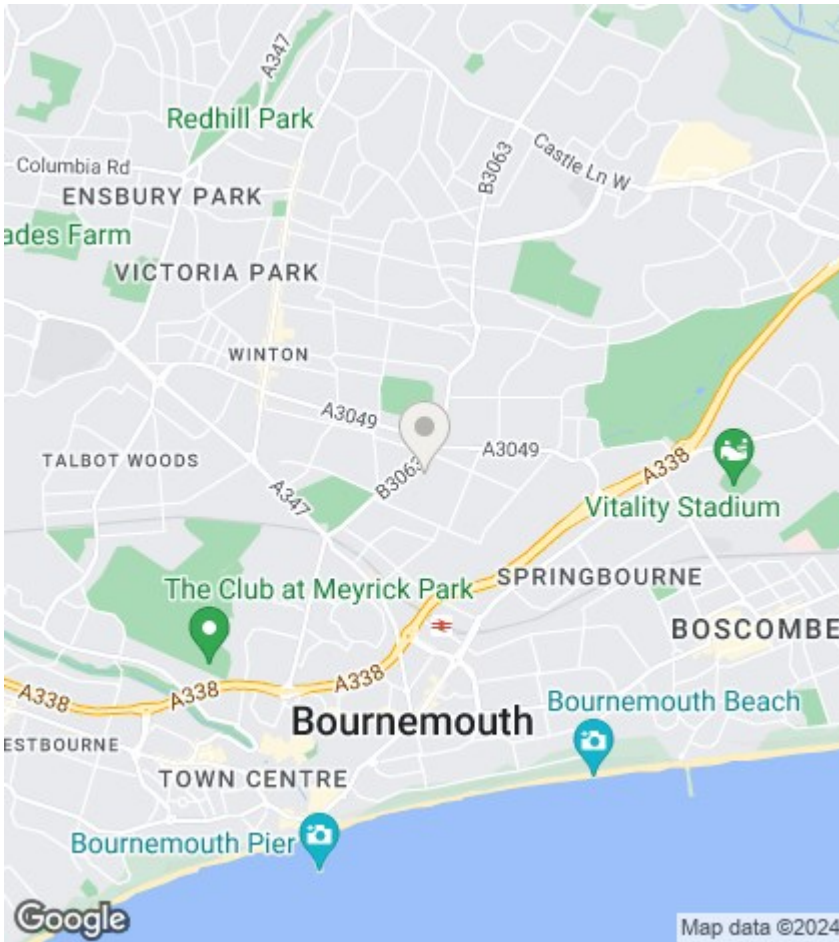 A347
Redhill Park
Columbia Rd
B3063
Castle Ln W
ENSBURY PARK
ades Farm
VICTORIA PARK
WINTON
A3049
A3049
TALBOT WOODS
B3063
A338
A347
Vitality Stadium
The Club at Meyrick Park
SPRINGBOURNE
BOSCOMBE
A338
A338
A338
Bournemouth
Bournemouth Beach
ESTBOURNE
TOWN CENTRE
Bournemouth Pier
Google
Map data ©2024